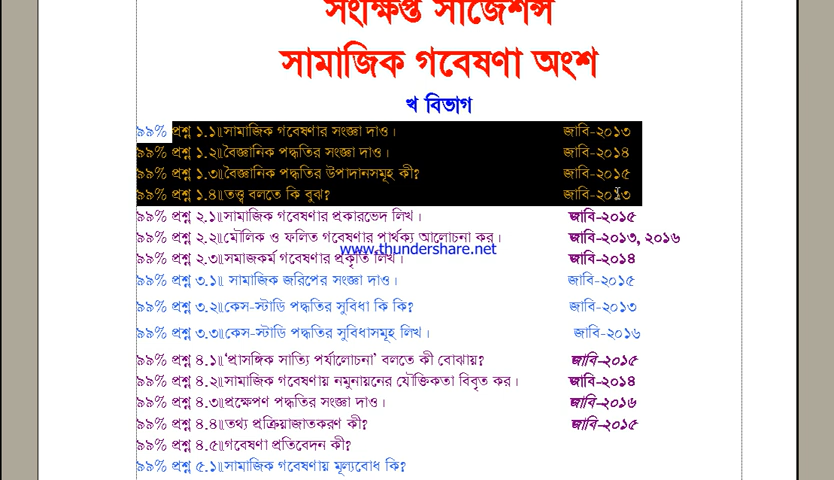 সংক্ষিপ্ত সাজেশন্স
সামাজিক গবেষণা অংশ
খ বিভাগ
৯৯% প্রশ্ন ১.১॥সামাজিক গবেষণার সংজ্ঞা দাও। জাবি-২০১৩
৯৯% প্রশ্ন ১.২॥বৈজ্ঞানিক পদ্ধতির সংজ্ঞা দাও। জাবি-২০১৪
৯৯% প্রশ্ন ১.৩॥বৈজ্ঞানিক পদ্ধতির উপাদানসমূহ কী? জাবি-২০১৫
৯৯% প্রশ্ন ১.৪॥তত্ত্ব বলতে কি বুঝ? জাবি-২০১৩
৯৯% প্রশ্ন ২.১॥সামাজিক গবেষণার প্রকারভেদ লিখ। জাবি-২০১৫
৯৯% প্রশ্ন ২.২॥মৌলিক ও ফলিত গবেষণার পার্থক্য আলোচনা কর। জাবি-২০১৩, ২০১৬
www.thundershare.net
৯৯% প্রশ্ন ২.৩॥সমাজকর্ম গবেষণার প্রকৃতি লিখ। জাবি-২০১৪
৯৯% প্রশ্ন ৩.১॥ সামাজিক জরিপের সংজ্ঞা দাও। জাবি-২০১৫
৯৯% প্রশ্ন ৩.২॥কেস-স্টাডি পদ্ধতির সুবিধা কি কি? জাবি-২০১৩
৯৯% প্রশ্ন ৩.৩॥কেস-স্টাডি পদ্ধতির সুবিধাসমূহ লিখ। জাবি-২০১৬
৯৯% প্রশ্ন ৪.১॥‘প্রাসঙ্গিক সাত্যি পর্যালোচনা’ বলতে কী বোঝায়? জাবি-২০১৫
৯৯% প্রশ্ন ৪.২॥সামাজিক গবেষণায় নমুনায়নের যৌক্তিকতা বিবৃত কর। জাবি-২০১৪
৯৯% প্রশ্ন ৪.৩॥প্রক্ষেপণ পদ্ধতির সংজ্ঞা দাও। জাবি-২০১৬
৯৯% প্রশ্ন ৪.৪॥তথ্য প্রক্রিয়াজাতকরণ কী? জাবি-২০১৫
৯৯% প্রশ্ন ৪.৫॥গবেষণা প্রতিবেদন কী?
৯৯% প্রশ্ন ৫.১॥সামাজিক গবেষণায় মূল্যবোধ কি?